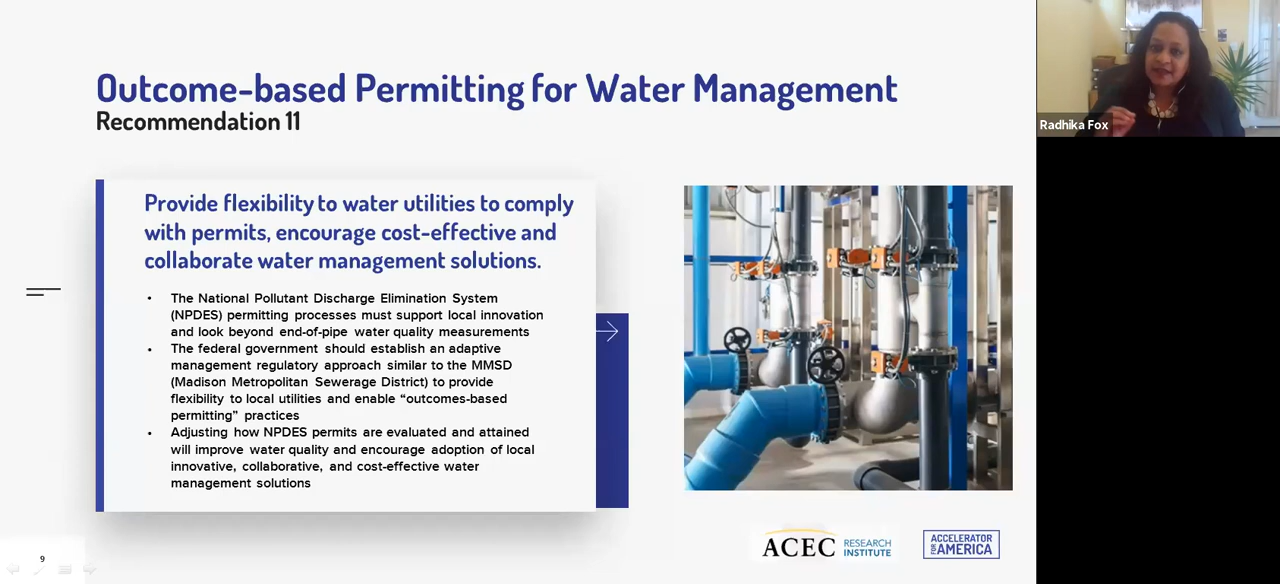 Outcome-based Permitting for Water Management
Recommendation 11
Provide flexibility to water utilities to comply
with permits, encourage cost-effective and
collaborate water management solutions.
• The National Pollutant Discharge Elimination System
(NPDES) permitting processes must support local innovation
and look beyond end-of-pipe water quality measurements
• The federal government should establish an adaptive
management regulatory approach similar to the MMSD
(Madison Metropolitan Sewerage District) to provide
flexibility to local utilities and enable “outcomes-based
permitting” practices
• Adjusting how NPDES permits are evaluated and attained
will improve water quality and encourage adoption of local
innovative, collaborative, and cost-effective water
management solutions
9
ACEC RESEARCH
INSTITUTE
ACCELERATOR
FOR AMERICA
Radhika Fox